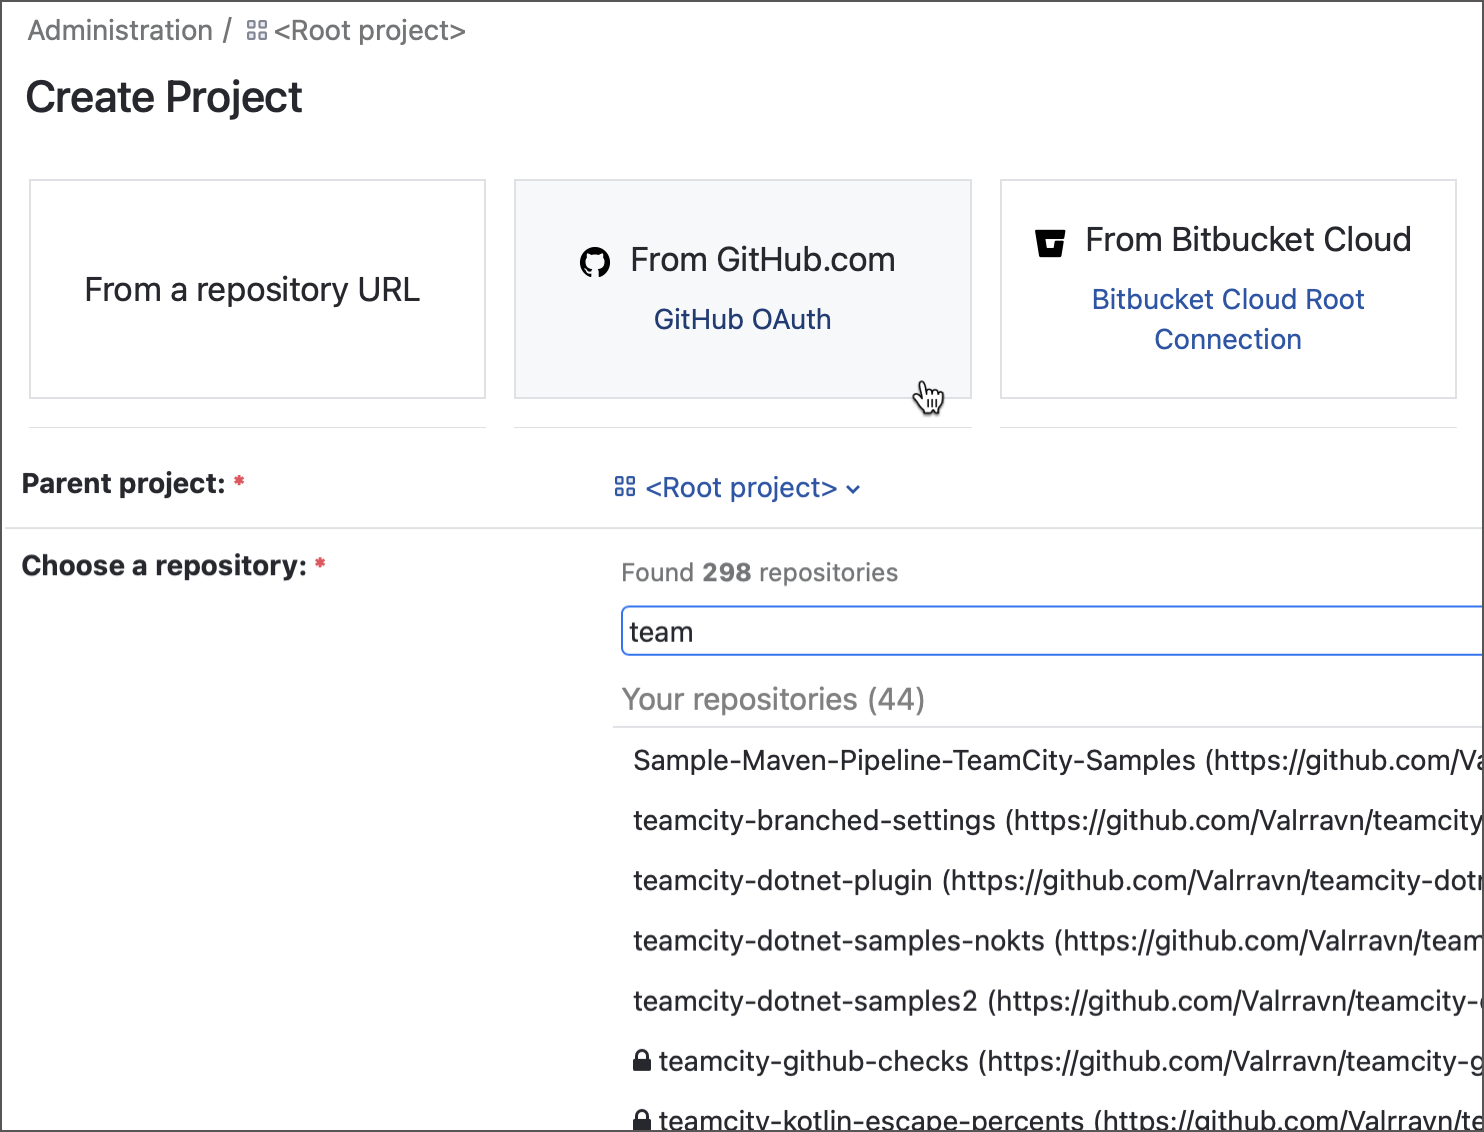 Administration / <Root project>
Create Project
From a repository URL
From GitHub.com
GitHub OAuth
From Bitbucket Cloud
Bitbucket Cloud Root
Connection
Parent project: *
<Root project>
Choose a repository: *
Found 298 repositories
team
Your repositories (44)
Sample-Maven-Pipeline-TeamCity-Samples (https://github.com/Va
teamcity-branched-settings (https://github.com/Valrravn/teamcity
teamcity-dotnet-plugin (https://github.com/Valrravn/teamcity-dotn
teamcity-dotnet-samples-nokts (https://github.com/Valrravn/team
teamcity-dotnet-samples2 (https://github.com/Valrravn/teamcity-
teamcity-github-checks (https://github.com/Valrravn/teamcity-g
teamcity-kotlin-escape-percents (https://github.com/Valrravn/te